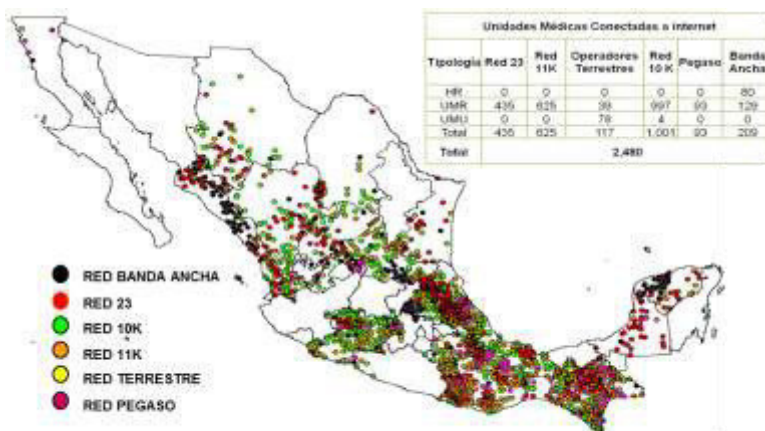 Unidades Médicas Conectadas a internet
Tipología Red 23 Red 11K Operadores Terrestres Red 10 K Pegaso Banda Ancha
HR 0 0 0 0 0 80
UMR 435 625 39 997 93 129
UMU 0 0 78 4 0 0
Total 435 625 117 1,001 93 209
Total 2,480
RED BANDA ANCHA
RED 23
RED 10K
RED 11K
RED TERRESTRE
RED PEGASO